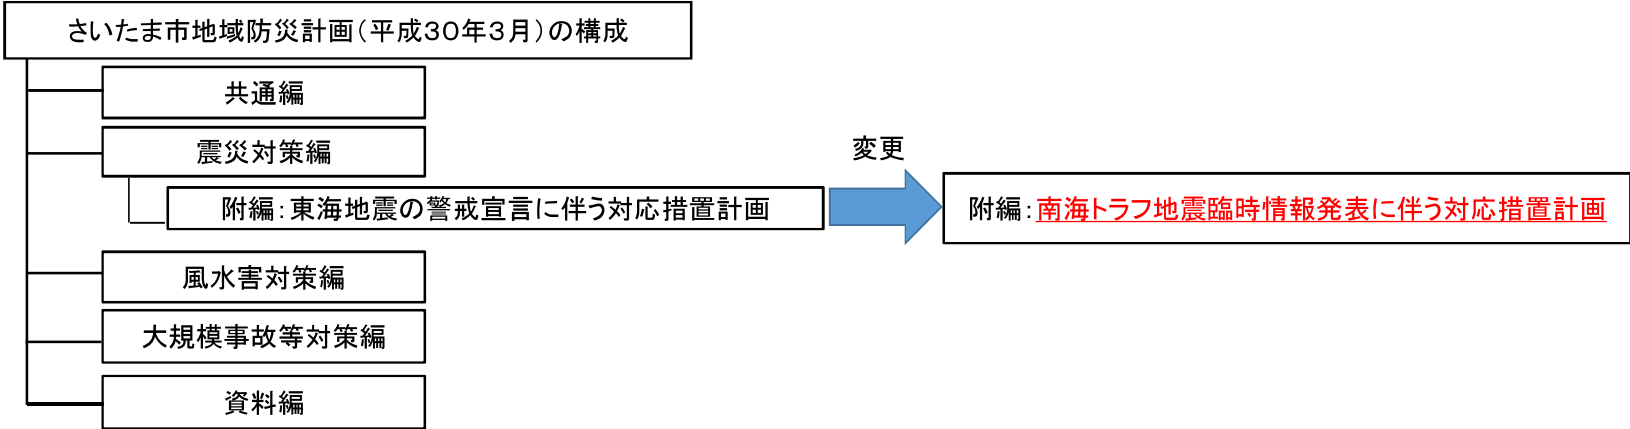 さいたま市地域防災計画（平成３０年３月）の構成
共通編
震災対策編
変更
附編：東海地震の警戒宣言に伴う対応措置計画
附編：南海トラフ地震臨時情報発表に伴う対応措置計画
風水害対策編
大規模事故等対策編
資料編